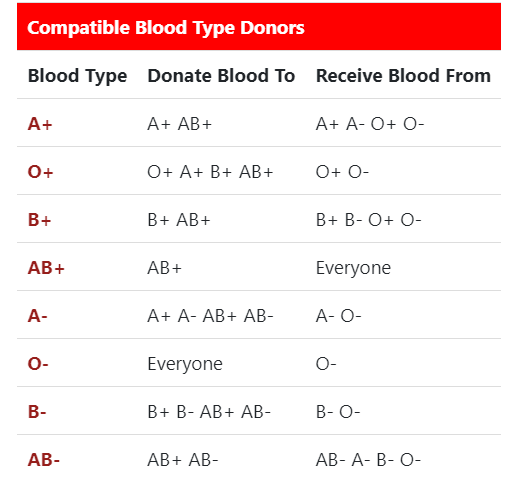 Compatible Blood Type Donors
Blood Type Donate Blood To Receive Blood From
A+ A+ AB+ A+ A- O+ O-
O+ O+ A+ B+ AB+ O+ O-
B+ B+ AB+ B+ B- O+ O-
AB+ AB+ Everyone
A- A+ A- AB+ AB- A- O-
O- Everyone O-
B- B+ B- AB+ AB- B- O-
AB- AB+ AB- AB- A- B- O-